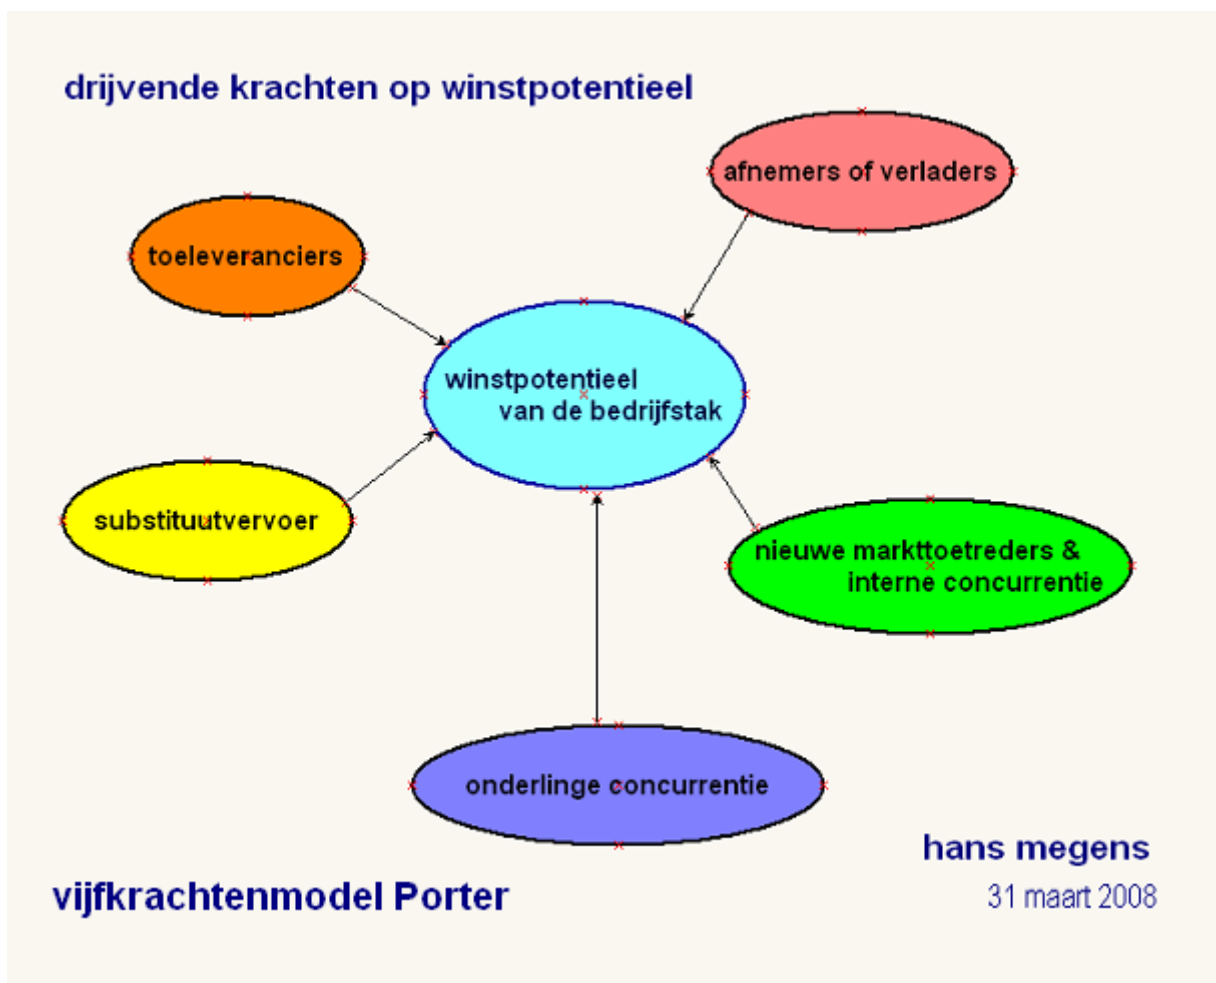 drijvende krachten op winstpotentieel
afnemers of verladers
toeleveranciers
winstpotentieel
van de bedrijfstak
substituutvervoer
nieuwe markttoetreders &
interne concurrentie
onderlinge concurrentie
hans megens
vijfkrachtenmodel Porter
31 maart 2008